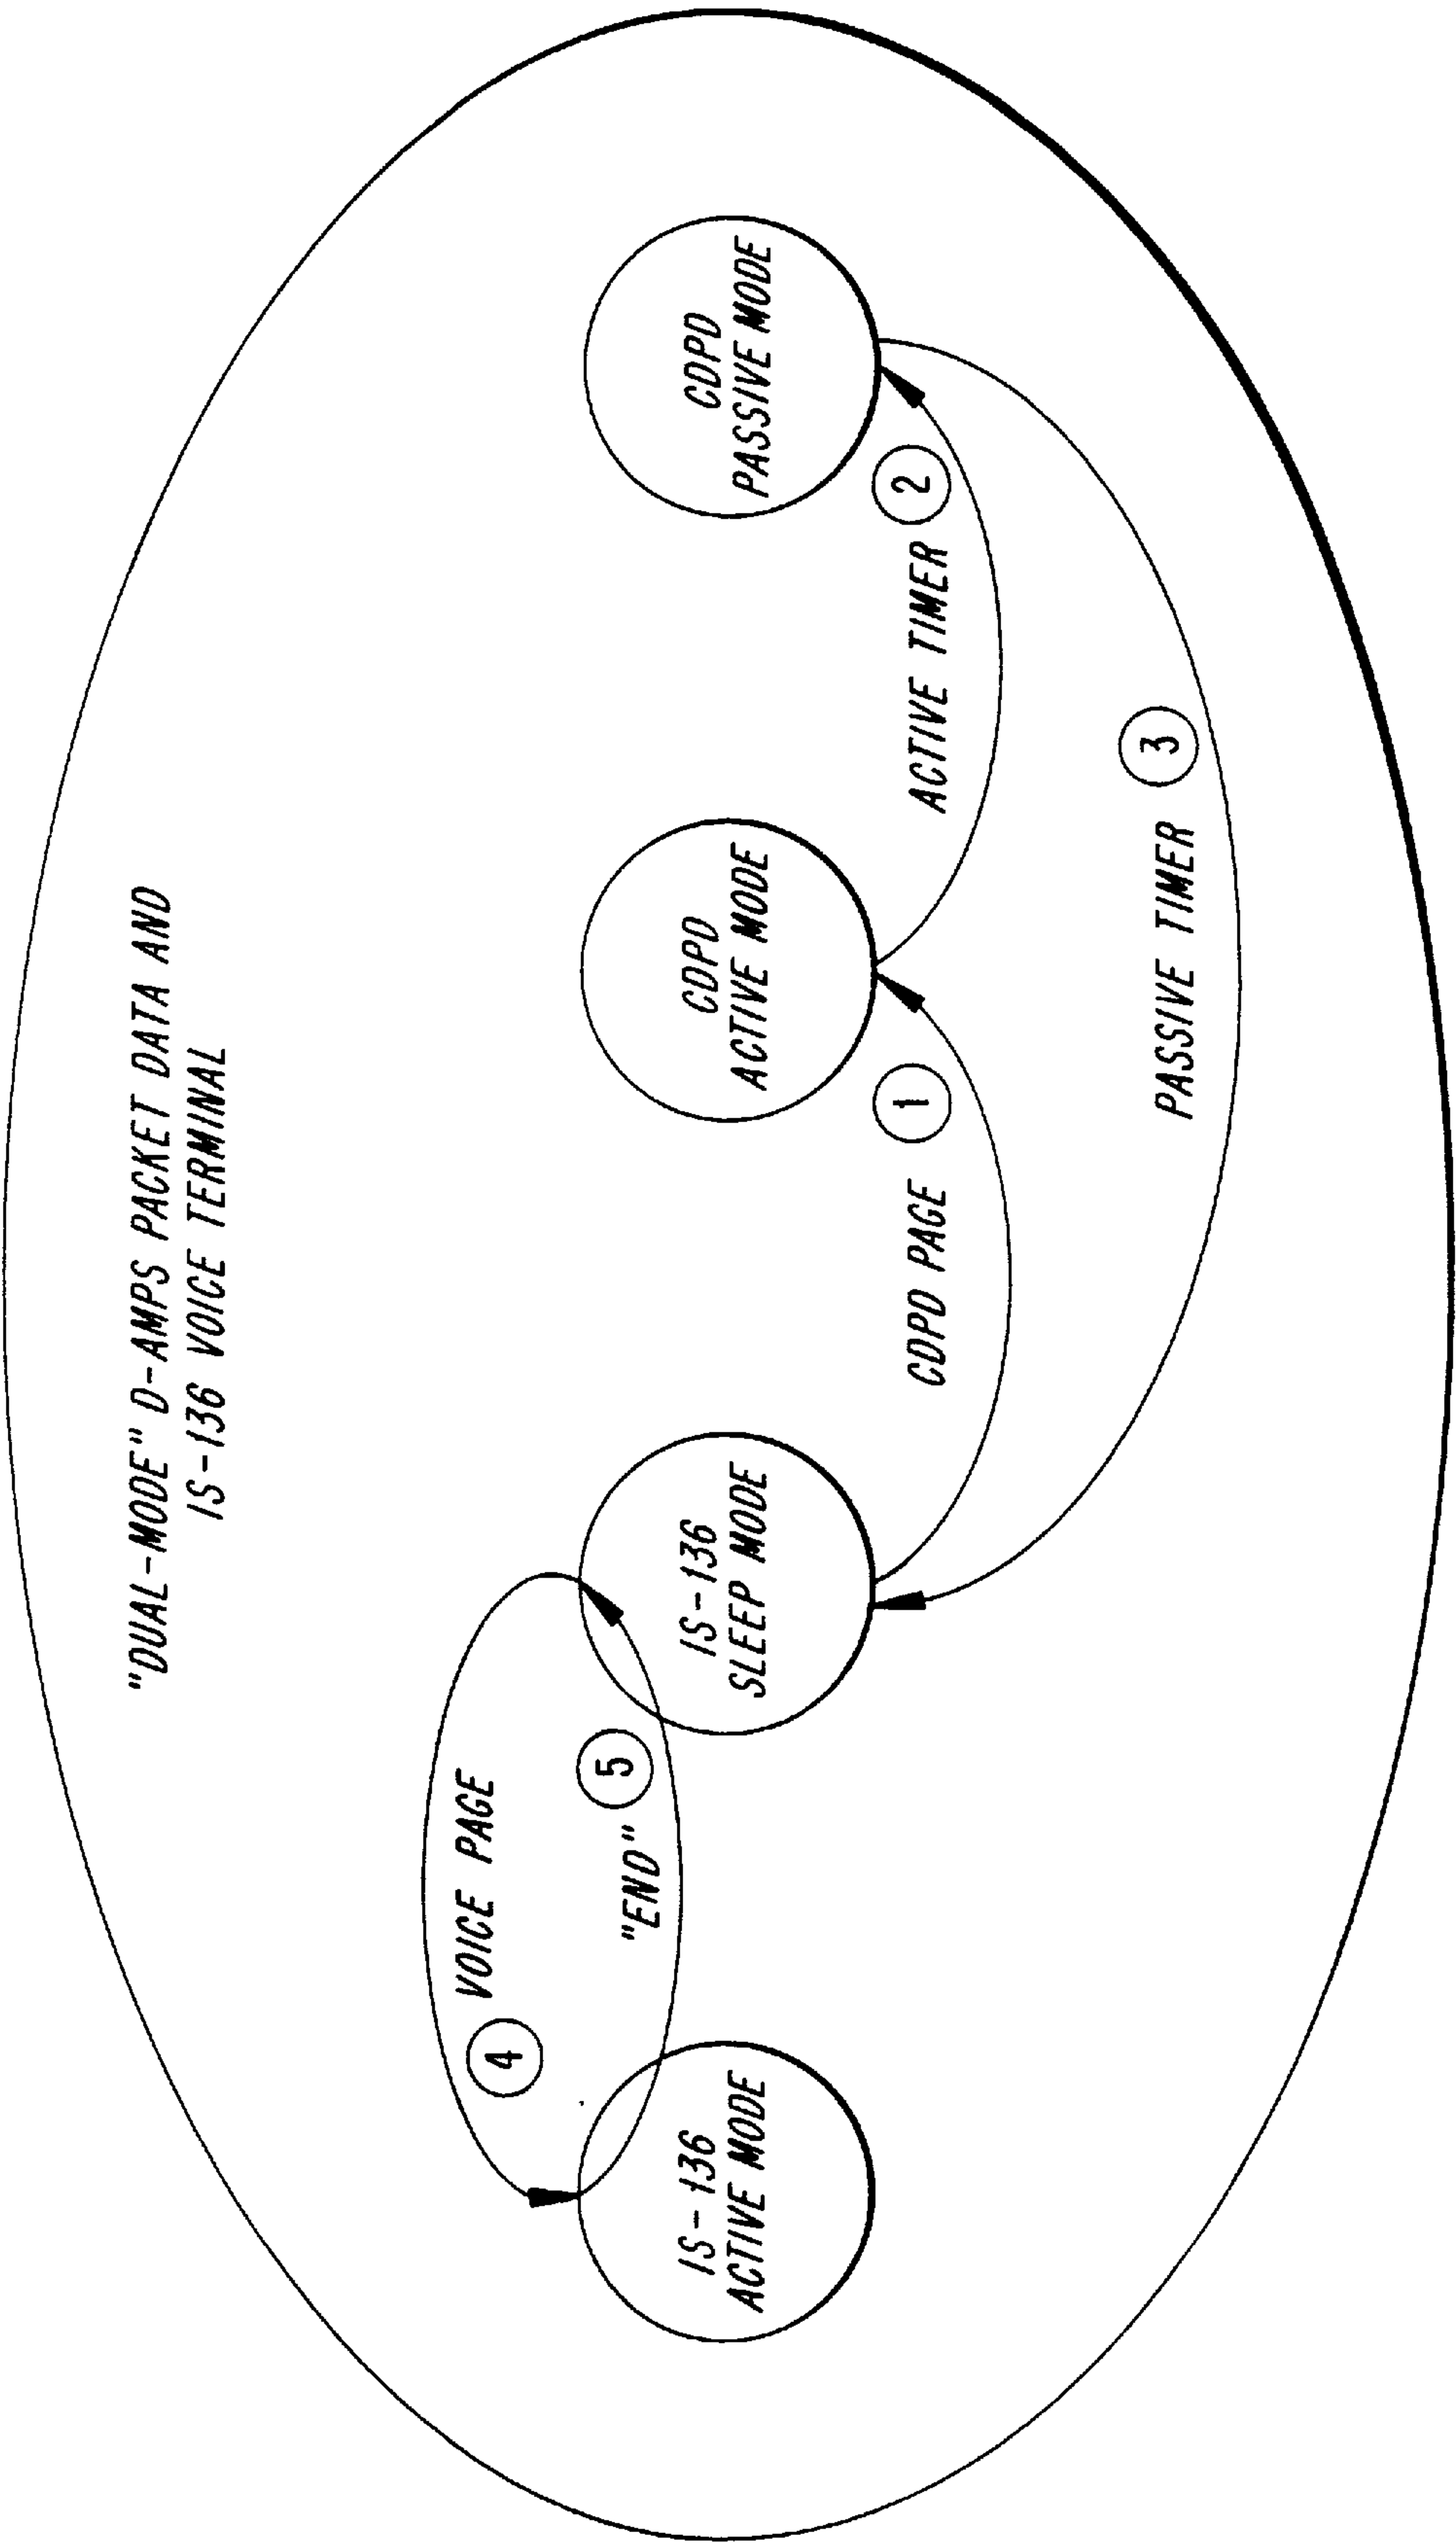 "DUAL-MODE" D-AMPS PACKET DATA AND
IS-136 VOICE TERMINAL
4
VOICE PAGE
"END"
5
IS-136
ACTIVE MODE
IS-136
SLEEP MODE
CDPD
ACTIVE MODE
CDPD
PASSIVE MODE
CDPD PAGE
1
ACTIVE TIMER
2
PASSIVE TIMER
3